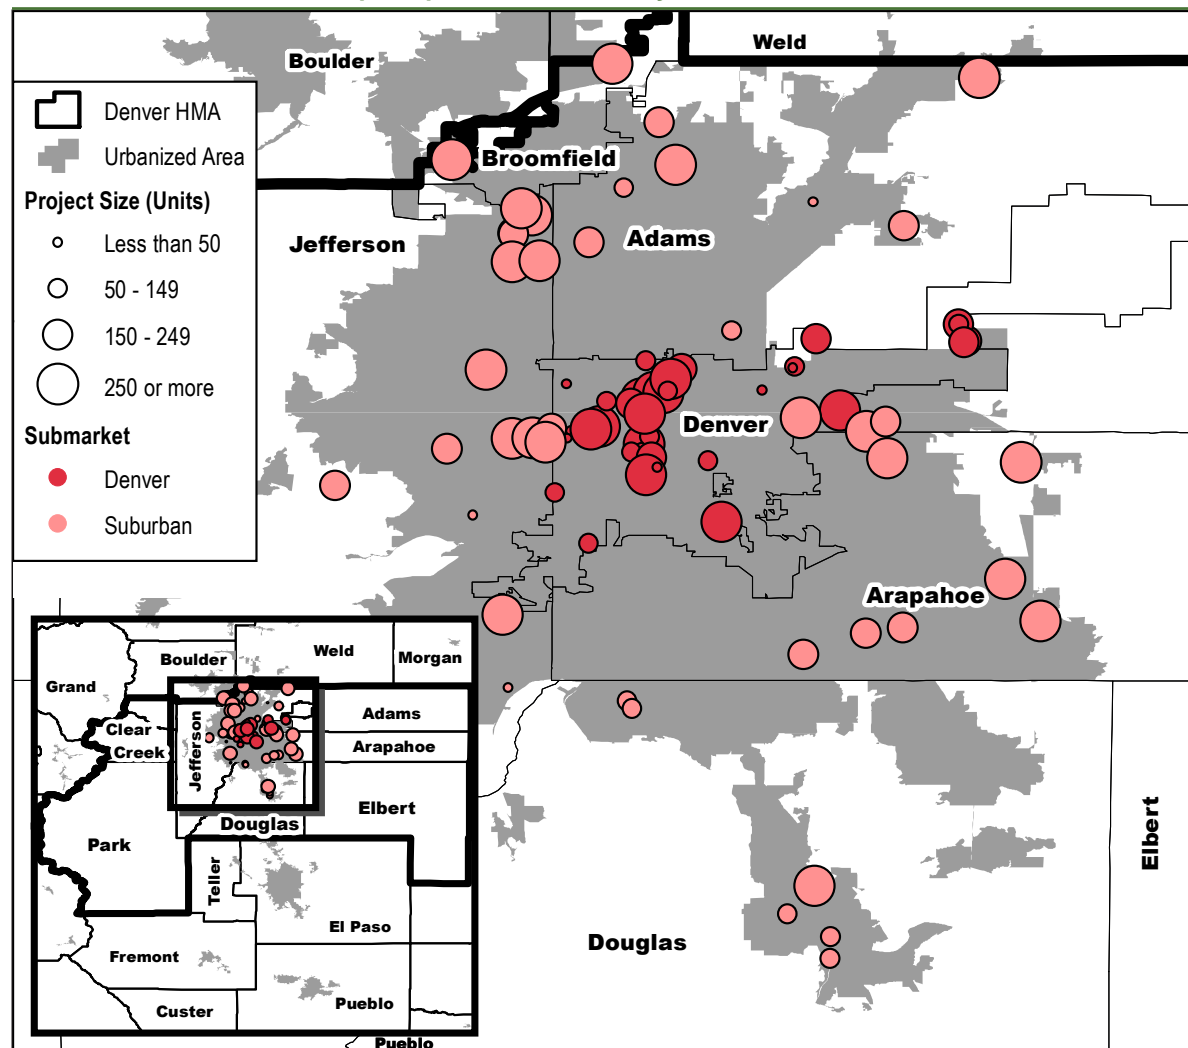 Boulder
Weld
Denver HMA
Urbanized Area
Project Size (Units)
Less than 50
50 - 149
150 - 249
250 or more
Submarket
Denver
Suburban
Broomfield
Jefferson
Adams
Denver
Arapahoe
Douglas
Elbert
Boulder
Weld
Morgan
Grand
Adams
Clear
Creek
Jefferson
Arapahoe
Elbert
Douglas
Park
Teller
El Paso
Fremont
Custer
Pueblo
Pueblo